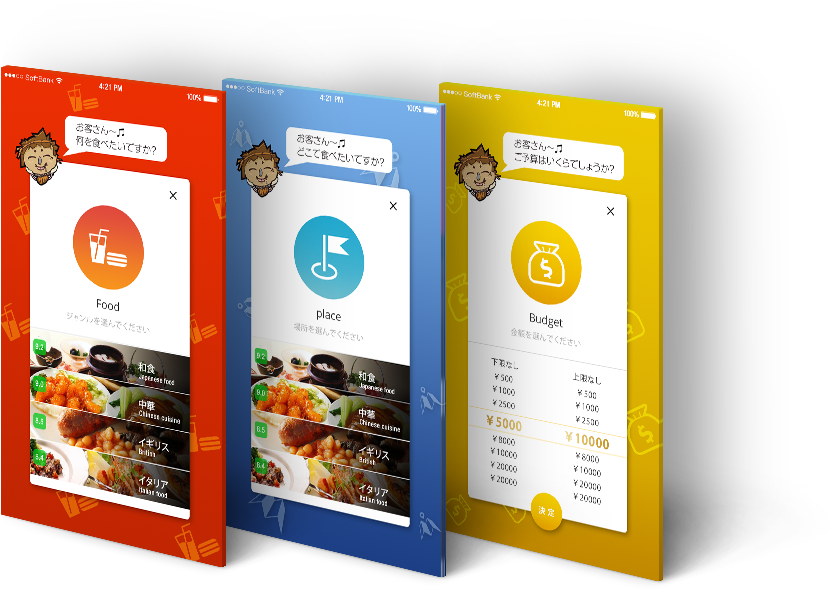 SoftBank
4:21 PM
100%
お客さん～♫
何を食べたいですか?
Food
ジャンルを選んでください
9.2
和食
Japanese food
9.0
中華
Chinese cuisine
8.5
イギリス
British
8.4
イタリア
Italian food
SoftBank
4:21 PM
100%
お客さん～♫
どこで食べたいですか?
place
場所を選んでください
9.2
和食
Japanese food
9.0
中華
Chinese cuisine
8.5
イギリス
British
8.4
イタリア
Italian food
SoftBank
4:21 PM
100%
お客さん～♫
ご予算はいくらでしょうか?
Budget
金額を選んでください
下限なし
￥500
￥1000
￥2500
￥5000
￥8000
￥10000
￥20000
￥20000
上限なし
￥500
￥1000
￥2500
￥10000
￥8000
￥10000
￥20000
￥20000
決定